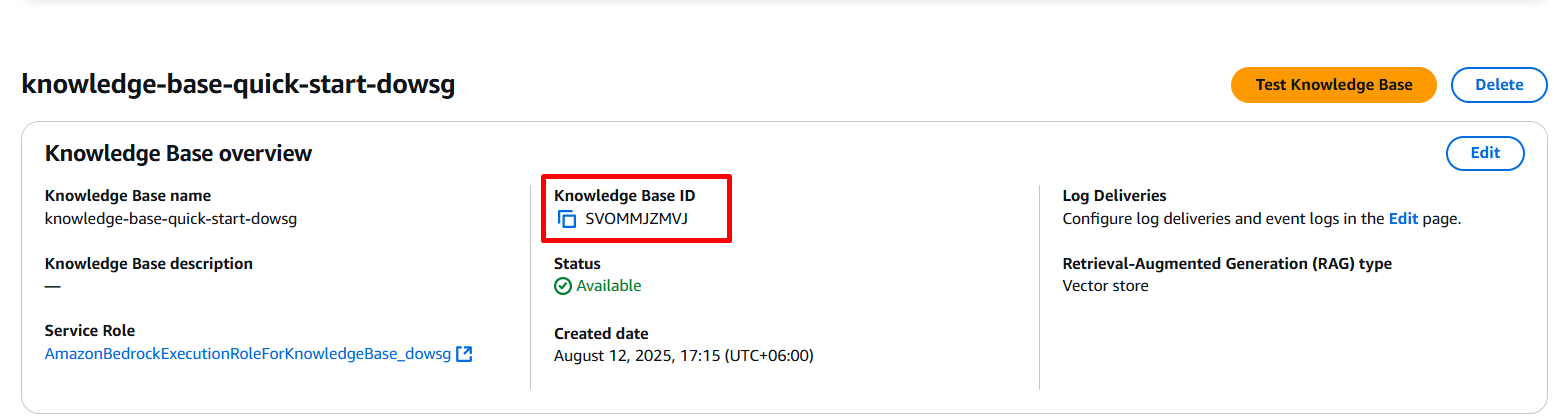 knowledge-base-quick-start-dowsg
Test Knowledge Base
Delete
Knowledge Base overview
Edit
Knowledge Base name
knowledge-base-quick-start-dowsg
Knowledge Base description
—
Service Role
AmazonBedrockExecutionRoleForKnowledgeBase_dowsg
Knowledge Base ID
SVOMMJZMVJ
Status
Available
Created date
August 12, 2025, 17:15 (UTC+06:00)
Log Deliveries
Configure log deliveries and event logs in the Edit page.
Retrieval-Augmented Generation (RAG) type
Vector store